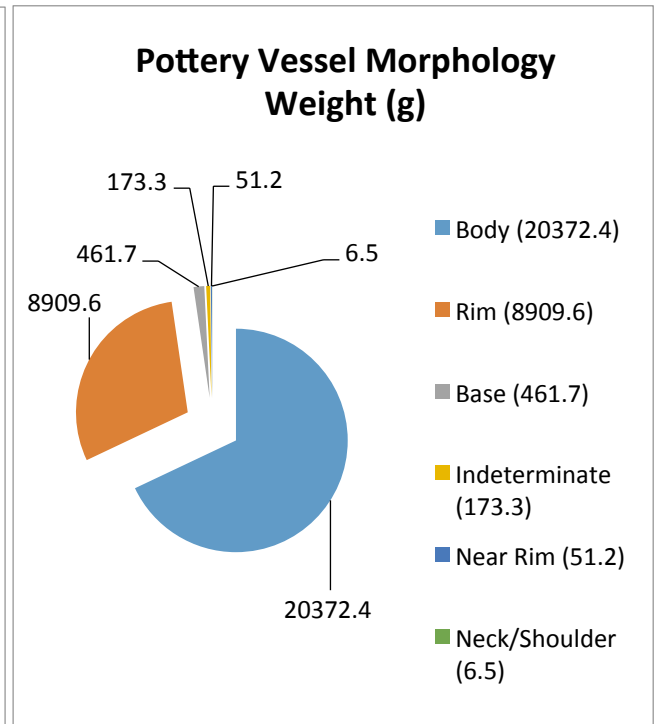 Pottery Vessel Morphology
Weight (g)
173.3
51.2
461.7
6.5
8909.6
20372.4
Body (20372.4)
Rim (8909.6)
Base (461.7)
Indeterminate
(173.3)
Near Rim (51.2)
Neck/Shoulder
(6.5)